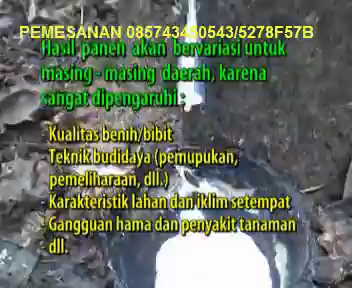 PEMESANAN 085743450543/5278F57B
Hasil panen akan bervariasi untuk
masing - masing daerah, karena
sangat dipengaruhi :
- Kualitas benih/bibit
- Teknik budidaya (pemupukan,
pemeliharaan, dll.)
- Karakteristik lahan dan iklim setempat
- Gangguan hama dan penyakit tanaman
- dll.